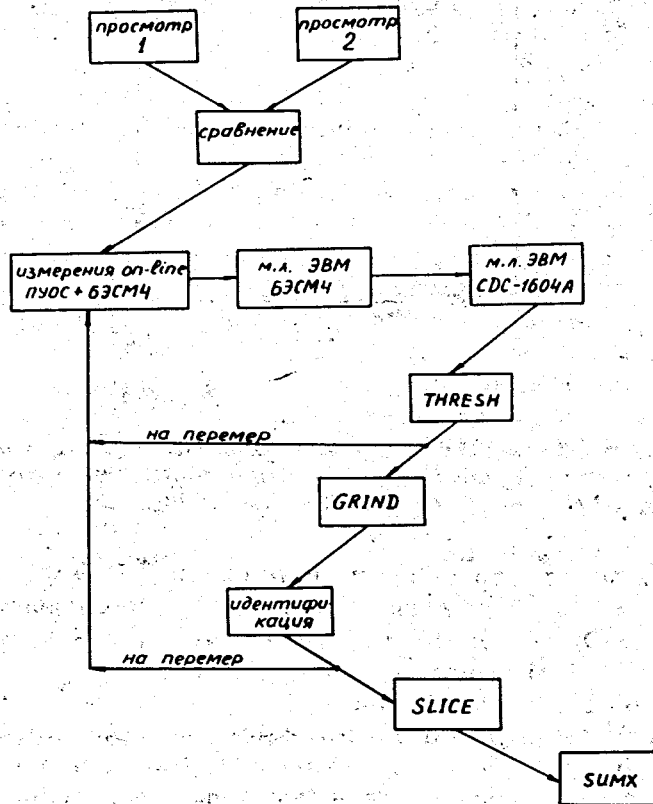 просмотр
1
просмотр
2
сравнение
измерения on-line
ПУОС + БЭСМ4
м.л. ЭВМ
БЭСМ4
м.л. ЭВМ
CDC-1604A
THRESH
на перемер
GRIND
идентифи-
кация
на перемер
SLICE
SUMX